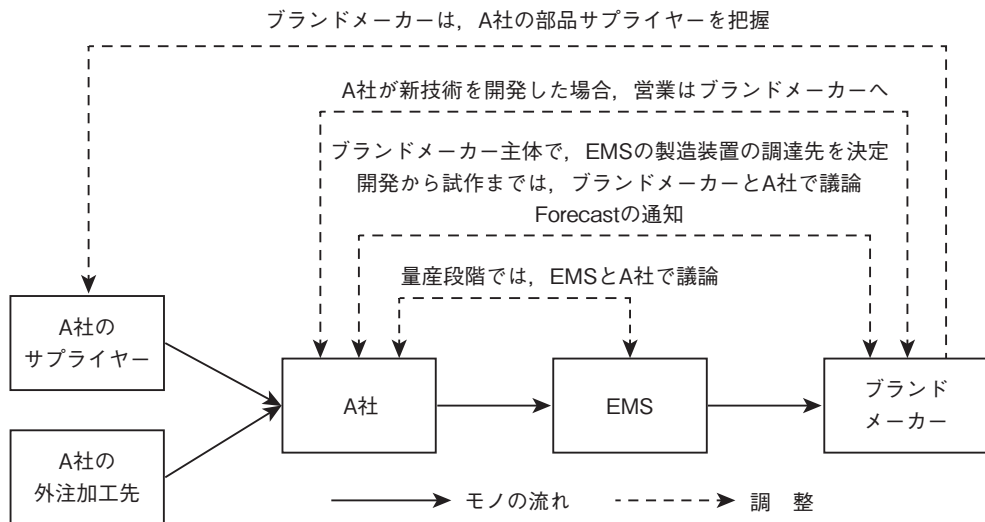 ブランドメーカーは，A社の部品サプライヤーを把握
A社が新技術を開発した場合，営業はブランドメーカーへ
ブランドメーカー主体で，EMSの製造装置の調達先を決定
開発から試作までは，ブランドメーカーとA社で議論
Forecastの通知
量産段階では，EMSとA社で議論
A社の
サプライヤー
A社
EMS
ブランド
メーカー
A社の
外注加工先
モノの流れ
調　整